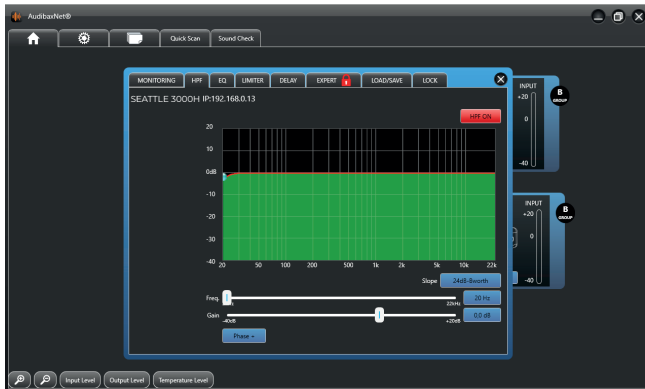 AudibaxNet®
Quick Scan Sound Check
MONITORING HPF EQ LIMITER DELAY EXPERT LOAD/SAVE LOCK
SEATTLE 3000H IP:192.168.0.13
HPF ON
20
10
0dB
-10
-20
-30
-40
20 50 100 200 500 1k 2k 5k 10k 22k
Slope 24dB-Bworth
Freq. 22kHz 20 Hz
Gain -40dB +20dB 0,0 dB
Phase +
INPUT
+20
0
-40
B
GROUP
INPUT
+20
0
-40
B
GROUP
Input Level Output Level Temperature Level